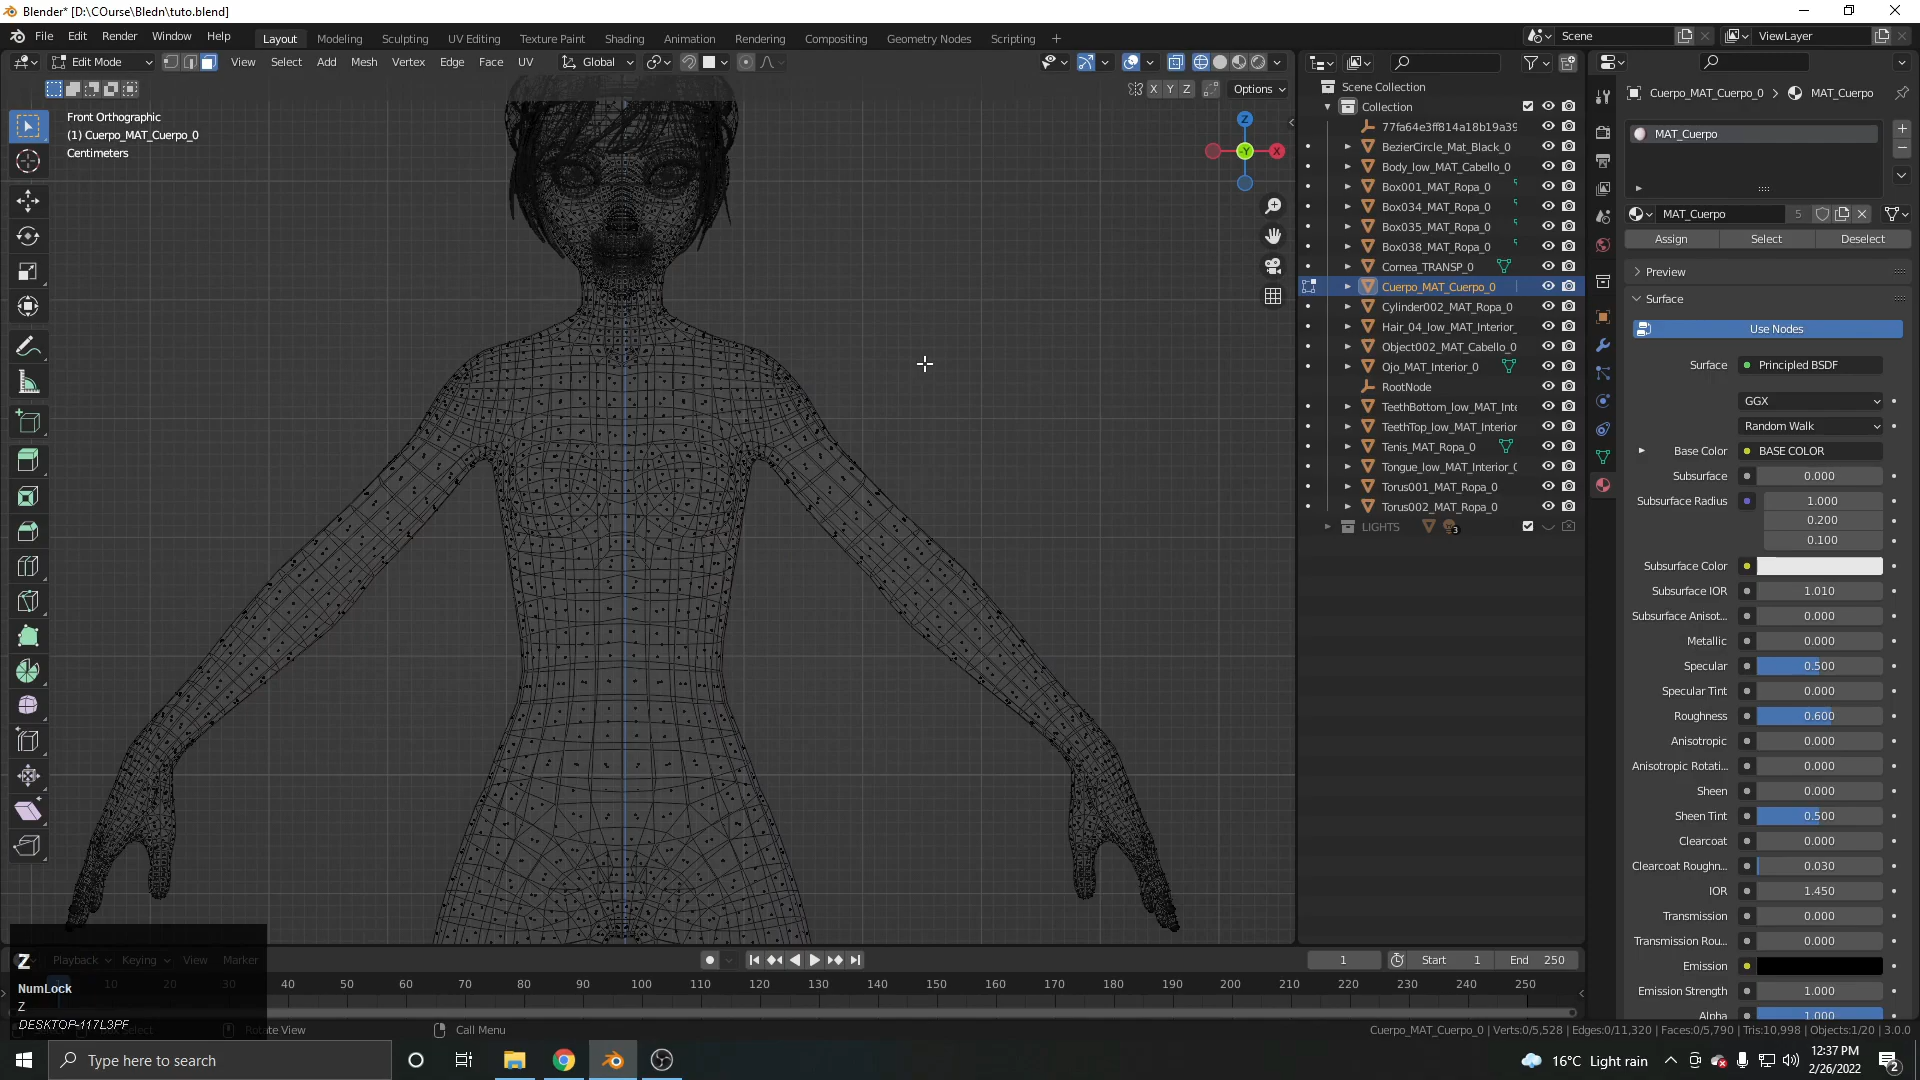 Blender* [D:\COurse\Bledn\tuto.blend]
File Edit Render Window Help
Layout Modeling Sculpting UV Editing Texture Paint Shading Animation Rendering Compositing Geometry Nodes Scripting
Scene ViewLayer
Edit Mode View Select Add Mesh Vertex Edge Face UV Global
X Y Z Options
Front Orthographic
(1) Cuerpo_MAT_Cuerpo_0
Centimeters
Z
-Y
X
Scene Collection
Collection
77fa64e3ff814a18b19a39
BezierCircle_Mat_Black_0
Body_low_MAT_Cabello_0
Box001_MAT_Ropa_0
Box034_MAT_Ropa_0
Box035_MAT_Ropa_0
Box038_MAT_Ropa_0
Cornea_TRANSP_0
Cuerpo_MAT_Cuerpo_0
Cylinder002_MAT_Ropa_0
Hair_04_low_MAT_Interior_
Object002_MAT_Cabello_0
Ojo_MAT_Interior_0
RootNode
TeethBottom_low_MAT_Inte
TeethTop_low_MAT_Interior
Tenis_MAT_Ropa_0
Tongue_low_MAT_Interior_0
Torus001_MAT_Ropa_0
Torus002_MAT_Ropa_0
LIGHTS 3
Cuerpo_MAT_Cuerpo_0 > MAT_Cuerpo
MAT_Cuerpo
MAT_Cuerpo 5
Assign Select Deselect
Preview
Surface
Use Nodes
Surface Principled BSDF
GGX
Random Walk
Base Color BASE COLOR
Subsurface 0.000
Subsurface Radius 1.000
0.200
0.100
Subsurface Color
Subsurface IOR 1.010
Subsurface Anisot... 0.000
Metallic 0.000
Specular 0.500
Specular Tint 0.000
Roughness 0.600
Anisotropic 0.000
Anisotropic Rotati... 0.000
Sheen 0.000
Sheen Tint 0.500
Clearcoat 0.000
Clearcoat Roughn... 0.030
IOR 1.450
Transmission 0.000
Transmission Rou... 0.000
Emission
Emission Strength 1.000
Alpha 1.000
Playback Keying View Marker
1 Start 1 End 250
10 30 40 50 60 70 80 90 100 110 120 130 140 150 160 170 180 190 200 210 220 230 240 250
Z
NumLock
Z
DESKTOP-117L3PF
Select Rotate View Call Menu
Cuerpo_MAT_Cuerpo_0 | Verts:0/5,528 | Edges:0/11,320 | Faces:0/5,790 | Tris:10,998 | Objects:1/20 | 3.0.0
Type here to search
16°C Light rain
12:37 PM
2/26/2022
2